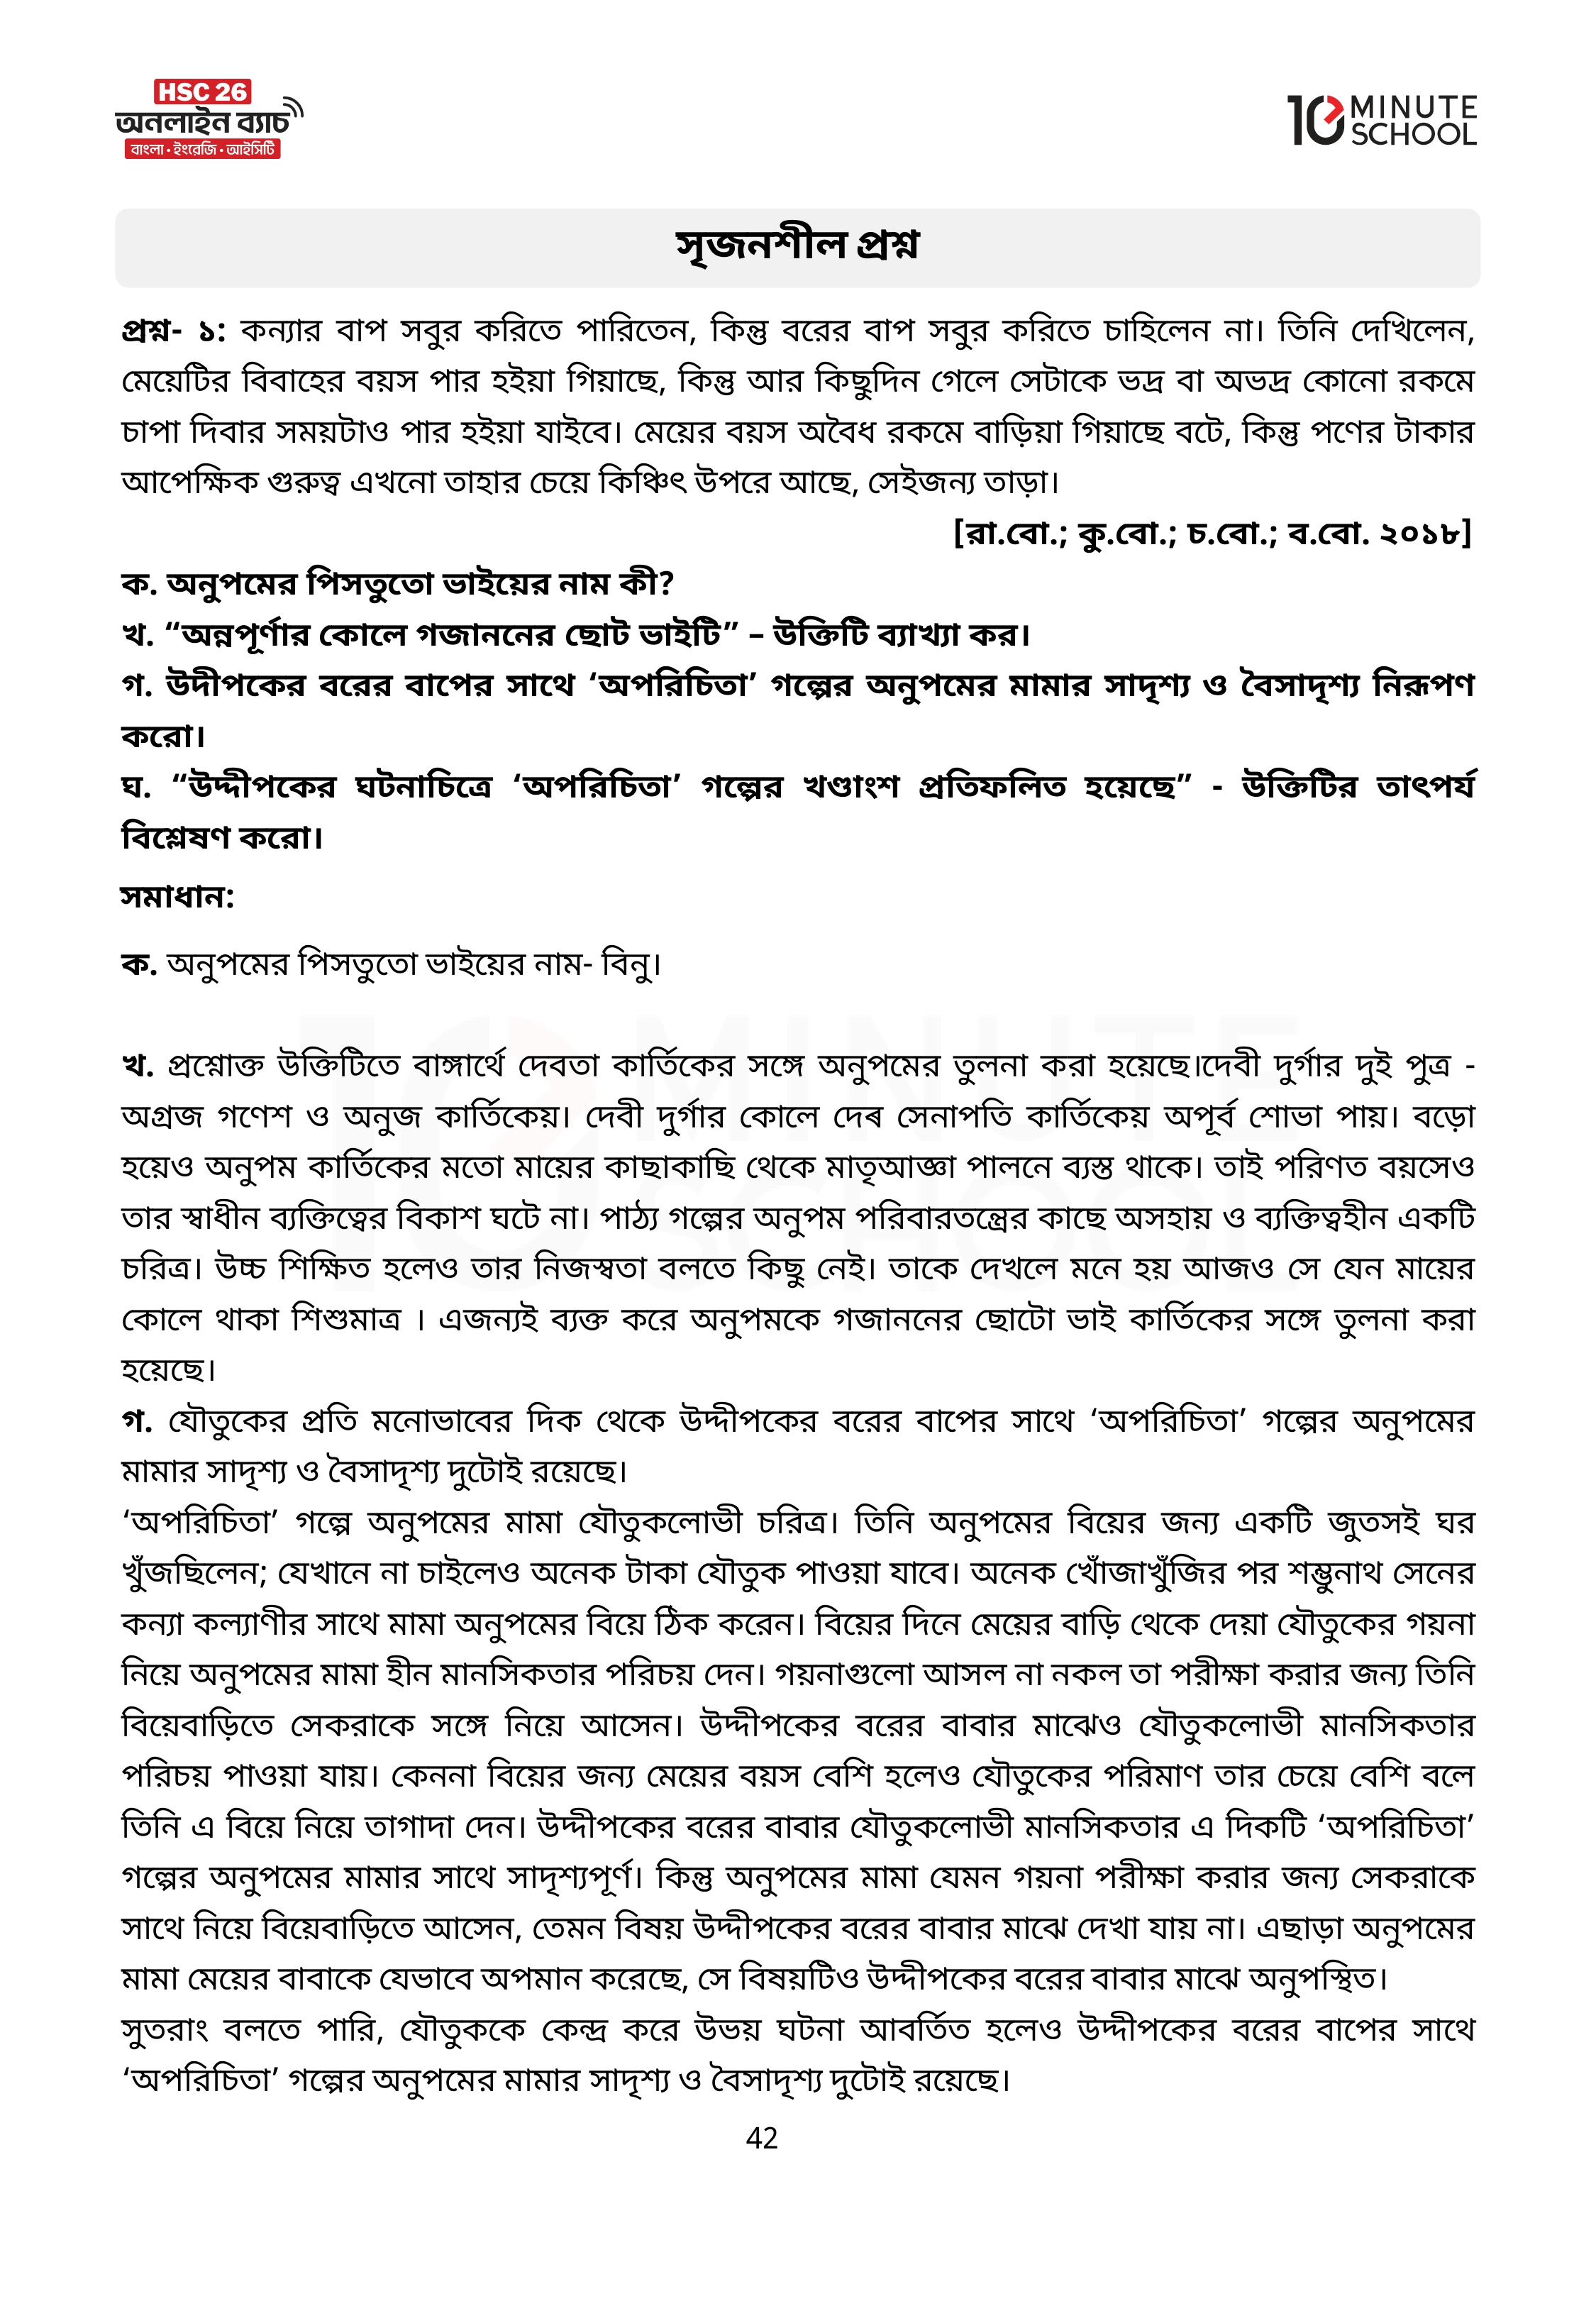 HSC 26
অনলাইন ব্যাচ
বাংলা • ইংরেজি • আইসিটি
10 MINUTE SCHOOL
সৃজনশীল প্রশ্ন
প্রশ্ন- ১: কন্যার বাপ সবুর করিতে পারিতেন, কিন্তু বরের বাপ সবুর করিতে চাহিলেন না। তিনি দেখিলেন,
মেয়েটির বিবাহের বয়স পার হইয়া গিয়াছে, কিন্তু আর কিছুদিন গেলে সেটাকে ভদ্র বা অভদ্র কোনো রকমে
চাপা দিবার সময়টাও পার হইয়া যাইবে। মেয়ের বয়স অবৈধ রকমে বাড়িয়া গিয়াছে বটে, কিন্তু পণের টাকার
আপেক্ষিক গুরুত্ব এখনো তাহার চেয়ে কিঞ্চিৎ উপরে আছে, সেইজন্য তাড়া।
[রা.বো.; কু.বো.; চ.বো.; ব.বো. ২০১৮]
ক. অনুপমের পিসতুতো ভাইয়ের নাম কী?
খ. “অন্নপূর্ণার কোলে গজাননের ছোট ভাইটি” – উক্তিটি ব্যাখ্যা কর।
গ. উদীপকের বরের বাপের সাথে ‘অপরিচিতা’ গল্পের অনুপমের মামার সাদৃশ্য ও বৈসাদৃশ্য নিরূপণ
করো।
ঘ. “উদ্দীপকের ঘটনাচিত্রে ‘অপরিচিতা’ গল্পের খণ্ডাংশ প্রতিফলিত হয়েছে” - উক্তিটির তাৎপর্য
বিশ্লেষণ করো।
সমাধান:
ক. অনুপমের পিসতুতো ভাইয়ের নাম- বিনু।
খ. প্রশ্নোক্ত উক্তিটিতে বাঙ্গার্থে দেবতা কার্তিকের সঙ্গে অনুপমের তুলনা করা হয়েছে।দেবী দুর্গার দুই পুত্র -
অগ্রজ গণেশ ও অনুজ কার্তিকেয়। দেবী দুর্গার কোলে দেৰ সেনাপতি কার্তিকেয় অপূর্ব শোভা পায়। বড়ো
হয়েও অনুপম কার্তিকের মতো মায়ের কাছাকাছি থেকে মাতৃআজ্ঞা পালনে ব্যস্ত থাকে। তাই পরিণত বয়সেও
তার স্বাধীন ব্যক্তিত্বের বিকাশ ঘটে না। পাঠ্য গল্পের অনুপম পরিবারতন্ত্রের কাছে অসহায় ও ব্যক্তিত্বহীন একটি
চরিত্র। উচ্চ শিক্ষিত হলেও তার নিজস্বতা বলতে কিছু নেই। তাকে দেখলে মনে হয় আজও সে যেন মায়ের
কোলে থাকা শিশুমাত্র । এজন্যই ব্যক্ত করে অনুপমকে গজাননের ছোটো ভাই কার্তিকের সঙ্গে তুলনা করা
হয়েছে।
গ. যৌতুকের প্রতি মনোভাবের দিক থেকে উদ্দীপকের বরের বাপের সাথে ‘অপরিচিতা’ গল্পের অনুপমের
মামার সাদৃশ্য ও বৈসাদৃশ্য দুটোই রয়েছে।
‘অপরিচিতা’ গল্পে অনুপমের মামা যৌতুকলোভী চরিত্র। তিনি অনুপমের বিয়ের জন্য একটি জুতসই ঘর
খুঁজছিলেন; যেখানে না চাইলেও অনেক টাকা যৌতুক পাওয়া যাবে। অনেক খোঁজাখুঁজির পর শম্ভুনাথ সেনের
কন্যা কল্যাণীর সাথে মামা অনুপমের বিয়ে ঠিক করেন। বিয়ের দিনে মেয়ের বাড়ি থেকে দেয়া যৌতুকের গয়না
নিয়ে অনুপমের মামা হীন মানসিকতার পরিচয় দেন। গয়নাগুলো আসল না নকল তা পরীক্ষা করার জন্য তিনি
বিয়েবাড়িতে সেকরাকে সঙ্গে নিয়ে আসেন। উদ্দীপকের বরের বাবার মাঝেও যৌতুকলোভী মানসিকতার
পরিচয় পাওয়া যায়। কেননা বিয়ের জন্য মেয়ের বয়স বেশি হলেও যৌতুকের পরিমাণ তার চেয়ে বেশি বলে
তিনি এ বিয়ে নিয়ে তাগাদা দেন। উদ্দীপকের বরের বাবার যৌতুকলোভী মানসিকতার এ দিকটি ‘অপরিচিতা’
গল্পের অনুপমের মামার সাথে সাদৃশ্যপূর্ণ। কিন্তু অনুপমের মামা যেমন গয়না পরীক্ষা করার জন্য সেকরাকে
সাথে নিয়ে বিয়েবাড়িতে আসেন, তেমন বিষয় উদ্দীপকের বরের বাবার মাঝে দেখা যায় না। এছাড়া অনুপমের
মামা মেয়ের বাবাকে যেভাবে অপমান করেছে, সে বিষয়টিও উদ্দীপকের বরের বাবার মাঝে অনুপস্থিত।
সুতরাং বলতে পারি, যৌতুককে কেন্দ্র করে উভয় ঘটনা আবর্তিত হলেও উদ্দীপকের বরের বাপের সাথে
‘অপরিচিতা’ গল্পের অনুপমের মামার সাদৃশ্য ও বৈসাদৃশ্য দুটোই রয়েছে।
42